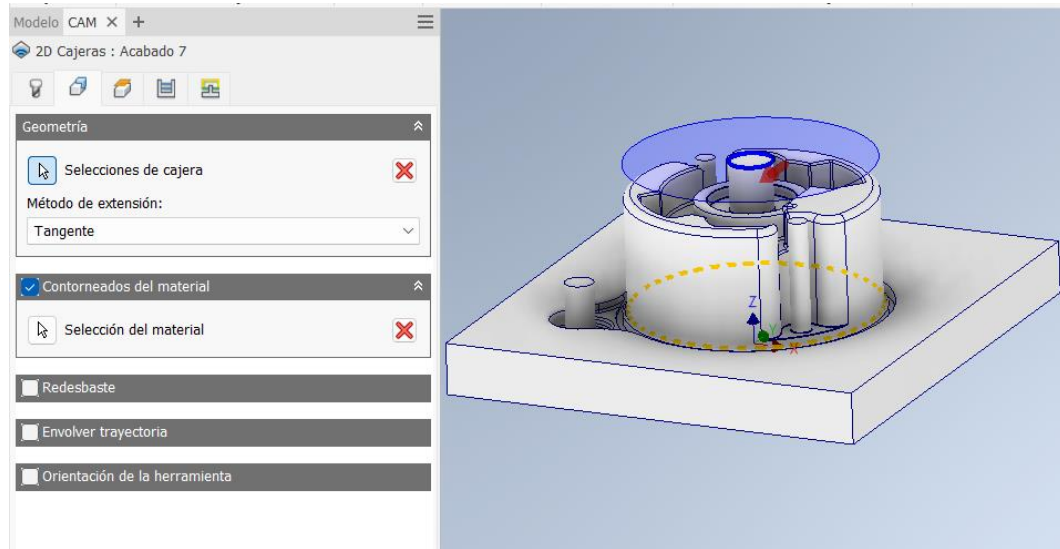 Modelo CAM
2D Cajeras : Acabado 7
Geometría
Selecciones de cajera
Método de extensión:
Tangente
Contorneados del material
Selección del material
Redesbaste
Envolver trayectoria
Orientación de la herramienta
Z
Y
X